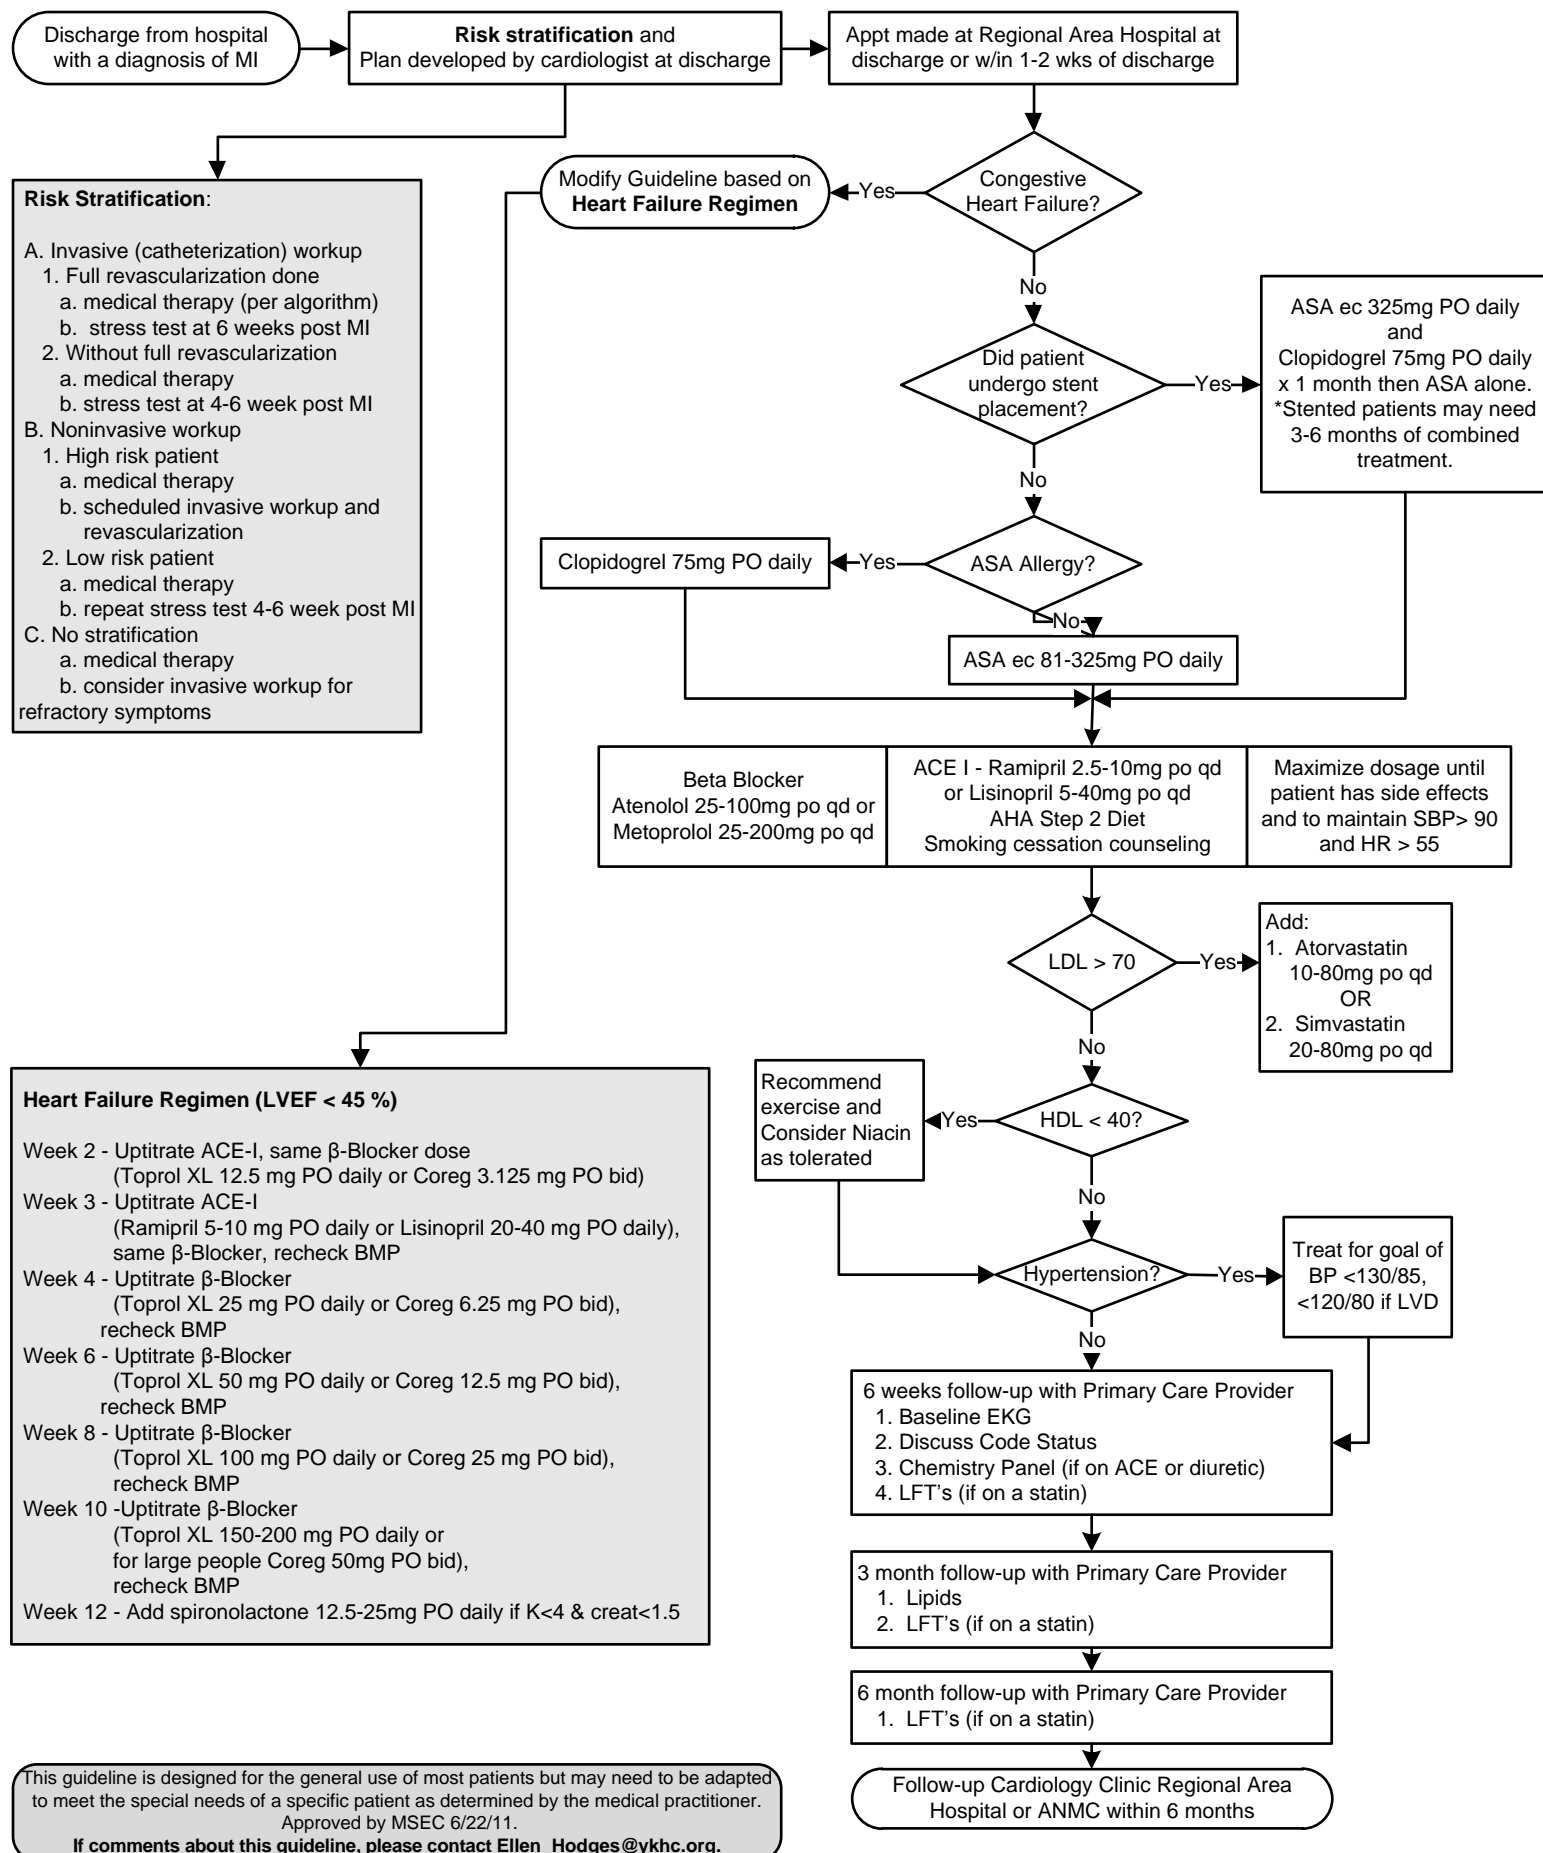 Discharge from hospital
with a diagnosis of MI
Risk stratification and
Plan developed by cardiologist at discharge
Appt made at Regional Area Hospital at
discharge or w/in 1-2 wks of discharge
Risk Stratification:
A. Invasive (catheterization) workup
1. Full revascularization done
a. medical therapy (per algorithm)
b. stress test at 6 weeks post MI
2. Without full revascularization
a. medical therapy
b. stress test at 4-6 week post MI
B. Noninvasive workup
1. High risk patient
a. medical therapy
b. scheduled invasive workup and
revascularization
2. Low risk patient
a. medical therapy
b. repeat stress test 4-6 week post MI
C. No stratification
a. medical therapy
b. consider invasive workup for
refractory symptoms
Modify Guideline based on
Heart Failure Regimen
Yes
Congestive
Heart Failure?
No
Did patient
undergo stent
placement?
Yes
ASA ec 325mg PO daily
and
Clopidogrel 75mg PO daily
x 1 month then ASA alone.
*Stented patients may need
3-6 months of combined
treatment.
No
Clopidogrel 75mg PO daily
Yes
ASA Allergy?
No
ASA ec 81-325mg PO daily
Beta Blocker
Atenolol 25-100mg po qd or
Metoprolol 25-200mg po qd
ACE I - Ramipril 2.5-10mg po qd
or Lisinopril 5-40mg po qd
AHA Step 2 Diet
Smoking cessation counseling
Maximize dosage until
patient has side effects
and to maintain SBP> 90
and HR > 55
LDL > 70
Yes
Add:
1. Atorvastatin
10-80mg po qd
OR
2. Simvastatin
20-80mg po qd
No
Recommend
exercise and
Consider Niacin
as tolerated
Yes
HDL < 40?
No
Hypertension?
Yes
Treat for goal of
BP <130/85,
<120/80 if LVD
No
6 weeks follow-up with Primary Care Provider
1. Baseline EKG
2. Discuss Code Status
3. Chemistry Panel (if on ACE or diuretic)
4. LFT's (if on a statin)
3 month follow-up with Primary Care Provider
1. Lipids
2. LFT's (if on a statin)
6 month follow-up with Primary Care Provider
1. LFT's (if on a statin)
Follow-up Cardiology Clinic Regional Area
Hospital or ANMC within 6 months
Heart Failure Regimen (LVEF < 45 %)
Week 2 - Uptitrate ACE-I, same β-Blocker dose
(Toprol XL 12.5 mg PO daily or Coreg 3.125 mg PO bid)
Week 3 - Uptitrate ACE-I
(Ramipril 5-10 mg PO daily or Lisinopril 20-40 mg PO daily),
same β-Blocker, recheck BMP
Week 4 - Uptitrate β-Blocker
(Toprol XL 25 mg PO daily or Coreg 6.25 mg PO bid),
recheck BMP
Week 6 - Uptitrate β-Blocker
(Toprol XL 50 mg PO daily or Coreg 12.5 mg PO bid),
recheck BMP
Week 8 - Uptitrate β-Blocker
(Toprol XL 100 mg PO daily or Coreg 25 mg PO bid),
recheck BMP
Week 10 -Uptitrate β-Blocker
(Toprol XL 150-200 mg PO daily or
for large people Coreg 50mg PO bid),
recheck BMP
Week 12 - Add spironolactone 12.5-25mg PO daily if K<4 & creat<1.5
This guideline is designed for the general use of most patients but may need to be adapted
to meet the special needs of a specific patient as determined by the medical practitioner.
Approved by MSEC 6/22/11.
If comments about this guideline, please contact Ellen_Hodges@ykhc.org.